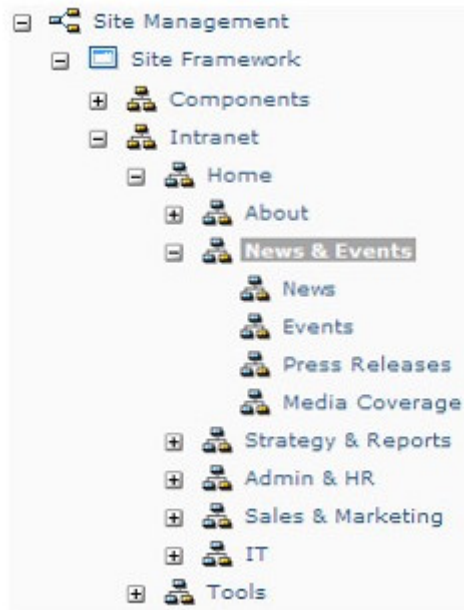 Site Management
Site Framework
Components
Intranet
Home
About
News & Events
News
Events
Press Releases
Media Coverage
Strategy & Reports
Admin & HR
Sales & Marketing
IT
Tools